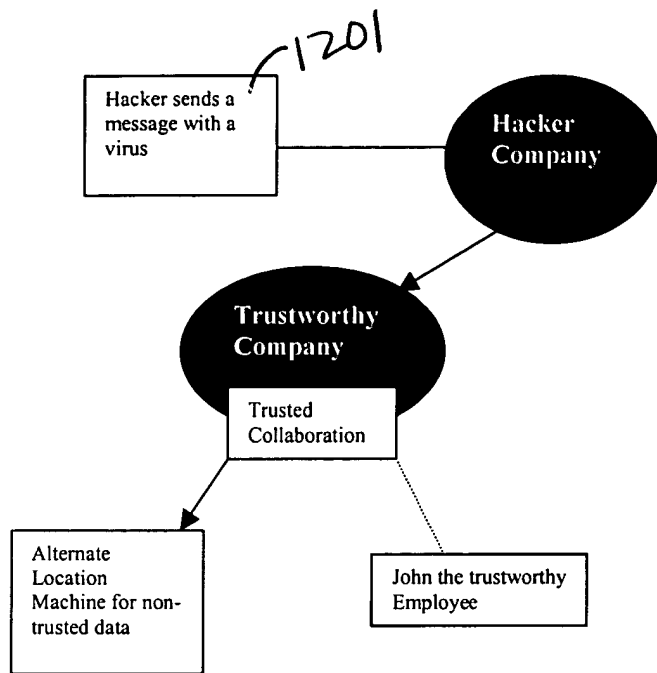 1201
Hacker sends a
message with a
virus
Hacker
Company
Trustworthy
Company
Trusted
Collaboration
Alternate
Location
Machine for non-
trusted data
John the trustworthy
Employee